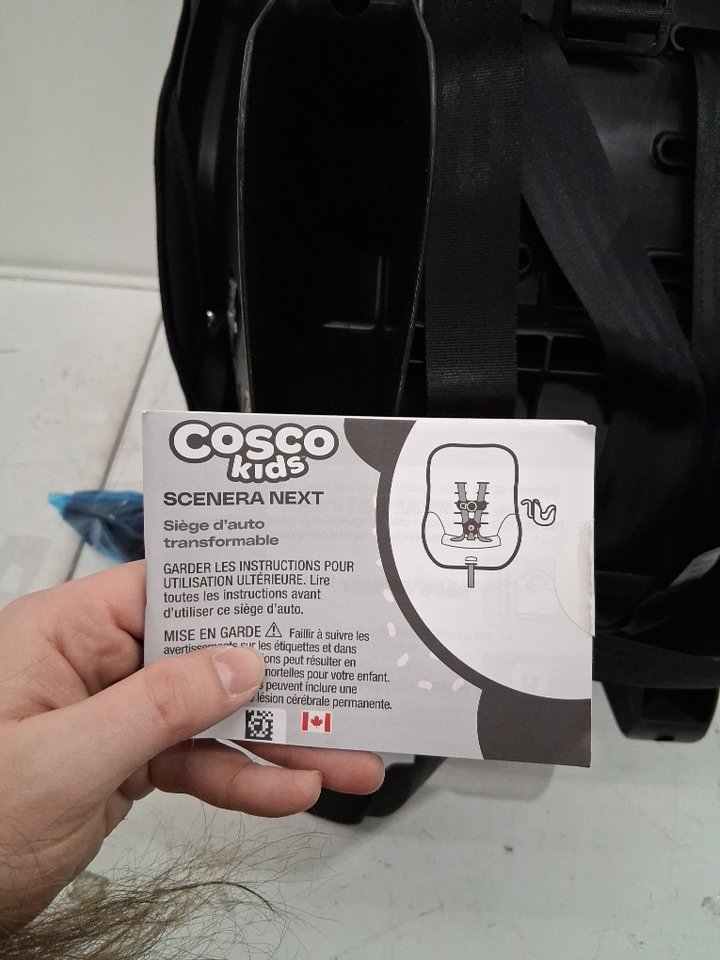 COSCO
kids
SCENERA NEXT
Siège d'auto
transformable
GARDER LES INSTRUCTIONS POUR
UTILISATION ULTÉRIEURE. Lire
toutes les instructions avant
d'utiliser ce siège d'auto.
MISE EN GARDE Faillir à suivre les
avertissements sur les étiquettes et dans
peut résulter en
mortelles pour votre enfant.
peuvent inclure une
lésion cérébrale permanente.